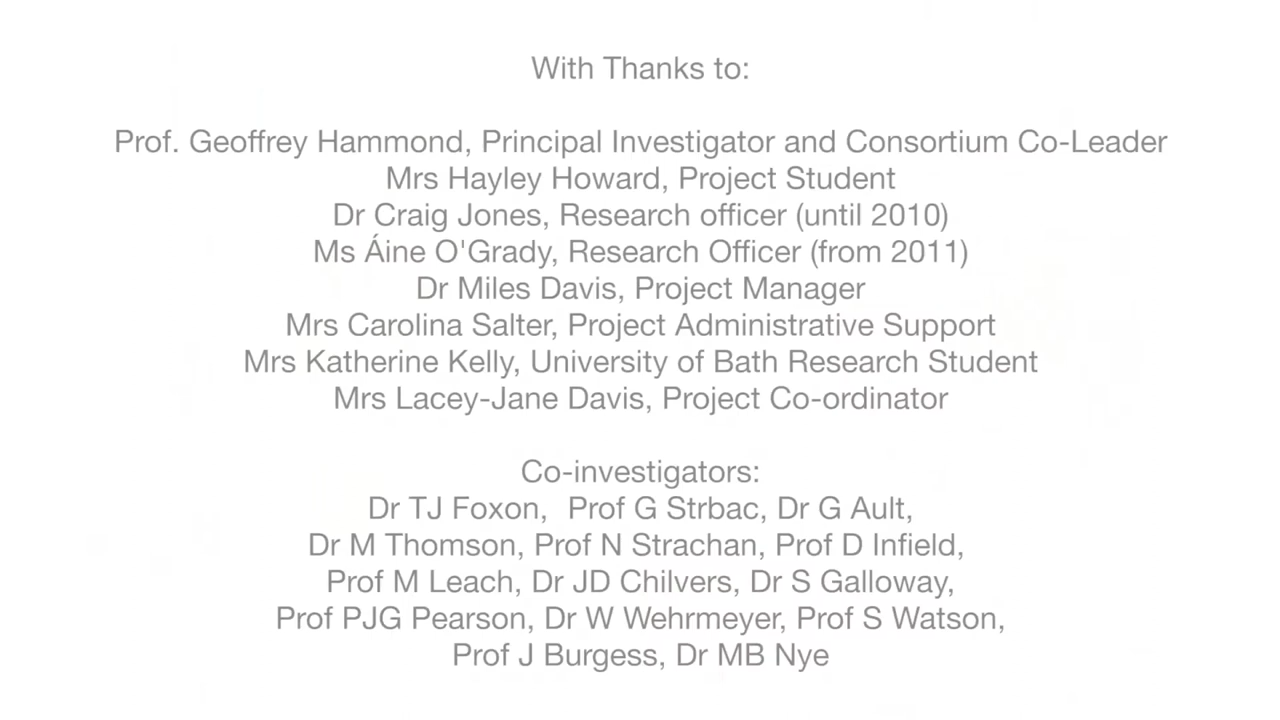 With Thanks to:
Prof. Geoffrey Hammond, Principal Investigator and Consortium Co-Leader
Mrs Hayley Howard, Project Student
Dr Craig Jones, Research officer (until 2010)
Ms Áine O'Grady, Research Officer (from 2011)
Dr Miles Davis, Project Manager
Mrs Carolina Salter, Project Administrative Support
Mrs Katherine Kelly, University of Bath Research Student
Mrs Lacey-Jane Davis, Project Co-ordinator
Co-investigators:
Dr TJ Foxon, Prof G Strbac, Dr G Ault,
Dr M Thomson, Prof N Strachan, Prof D Infield,
Prof M Leach, Dr JD Chilvers, Dr S Galloway,
Prof PJG Pearson, Dr W Wehrmeyer, Prof S Watson,
Prof J Burgess, Dr MB Nye